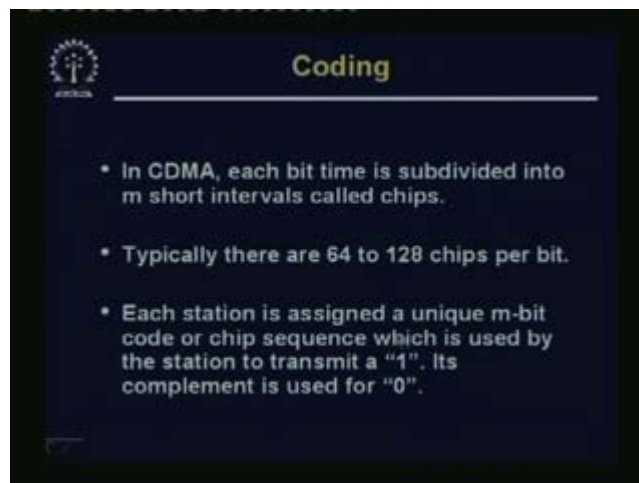 Coding
• In CDMA, each bit time is subdivided into
m short intervals called chips.
• Typically there are 64 to 128 chips per bit.
• Each station is assigned a unique m-bit
code or chip sequence which is used by
the station to transmit a “1”. Its
complement is used for “0”.